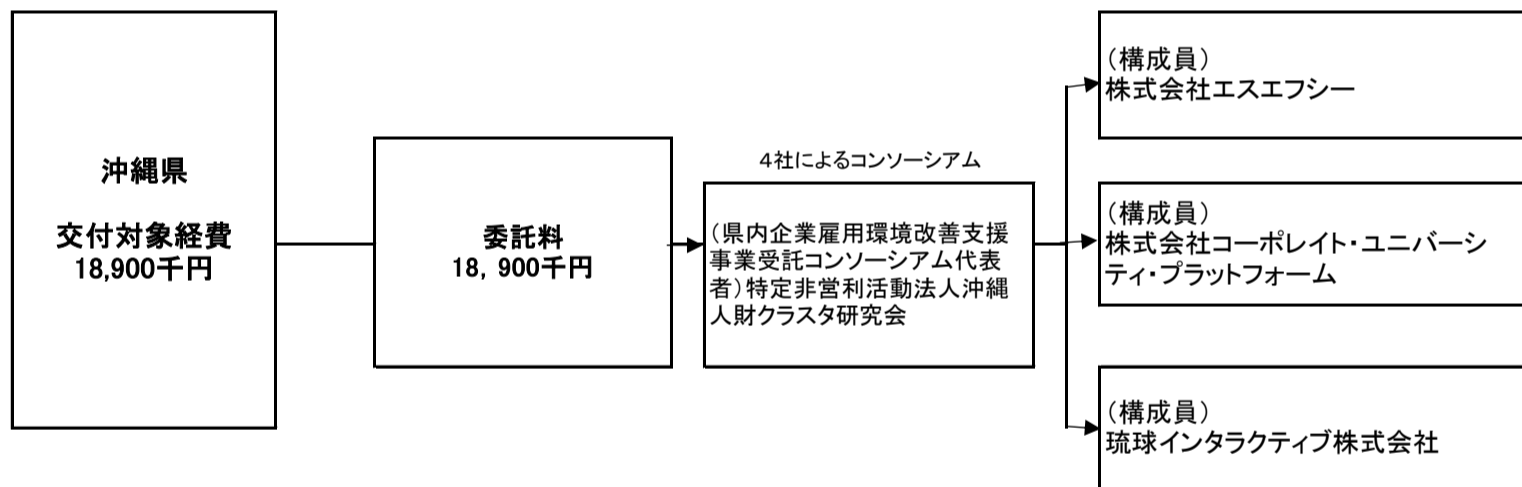 沖縄県
交付対象経費
18,900千円
委託料
18，900千円
４社によるコンソーシアム
（県内企業雇用環境改善支援
事業受託コンソーシアム代表
者）特定非営利活動法人沖縄
人財クラスタ研究会
（構成員）
株式会社エスエフシー
（構成員）
株式会社コーポレイト・ユニバーシ
ティ・プラットフォーム
（構成員）
琉球インタラクティブ株式会社